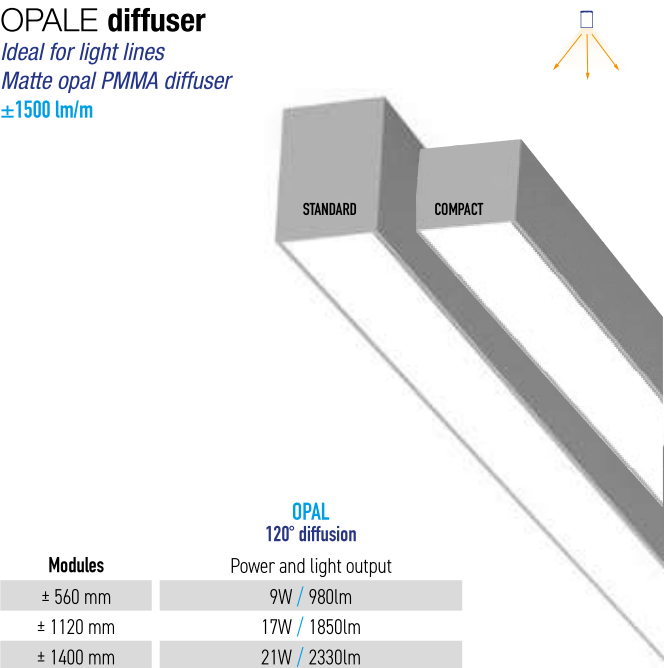 OPALE diffuser
Ideal for light lines
Matte opal PMMA diffuser
±1500 lm/m
STANDARD
COMPACT
OPAL
120° diffusion
Modules Power and light output
± 560 mm 9W / 980lm
± 1120 mm 17W / 1850lm
± 1400 mm 21W / 2330lm